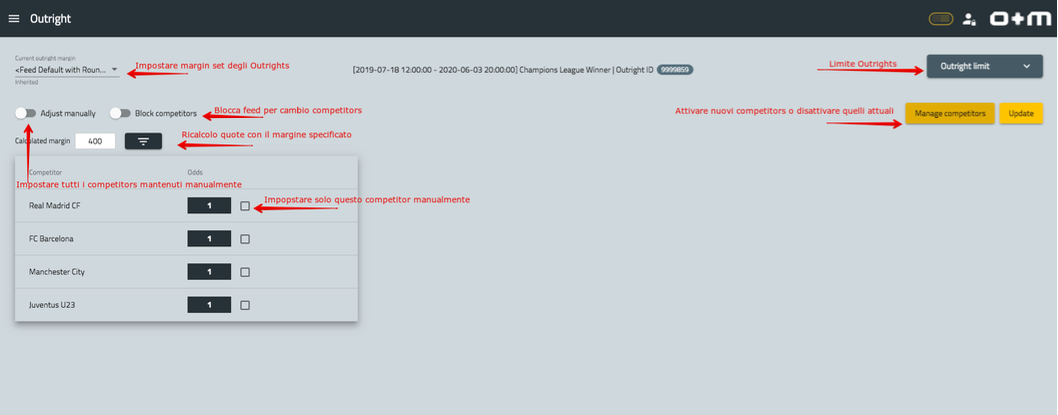 Outright
O+M
Current outright margin
<Feed Default with Roun...
Inherited
Impostare margin set degli Outrights
[2019-07-18 12:00:00 - 2020-06-03 20:00:00] Champions League Winner | Outright ID 9999859
Limite Outrights
Outright limit
Adjust manually
Block competitors
Blocca feed per cambio competitors
Attivare nuovi competitors o disattivare quelli attuali
Manage competitors
Update
Calculated margin
400
Ricalcolo quote con il margine specificato
Competitor
Odds
Impostare tutti i competitors mantenuti manualmente
Real Madrid CF
1
Impopstare solo questo competitor manualmente
FC Barcelona
1
Manchester City
1
Juventus U23
1